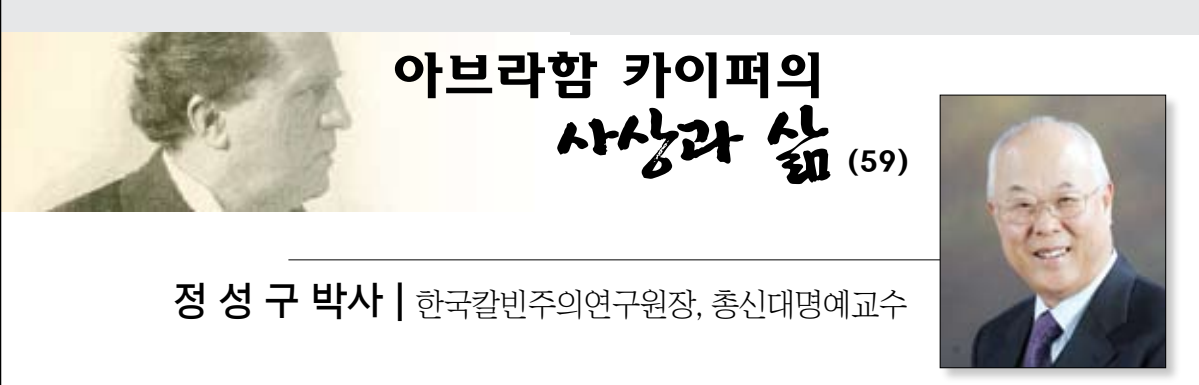 아브라함 카이퍼의
사상과 삶 (59)
정 성 구 박사 | 한국칼빈주의연구원장, 총신대명예교수